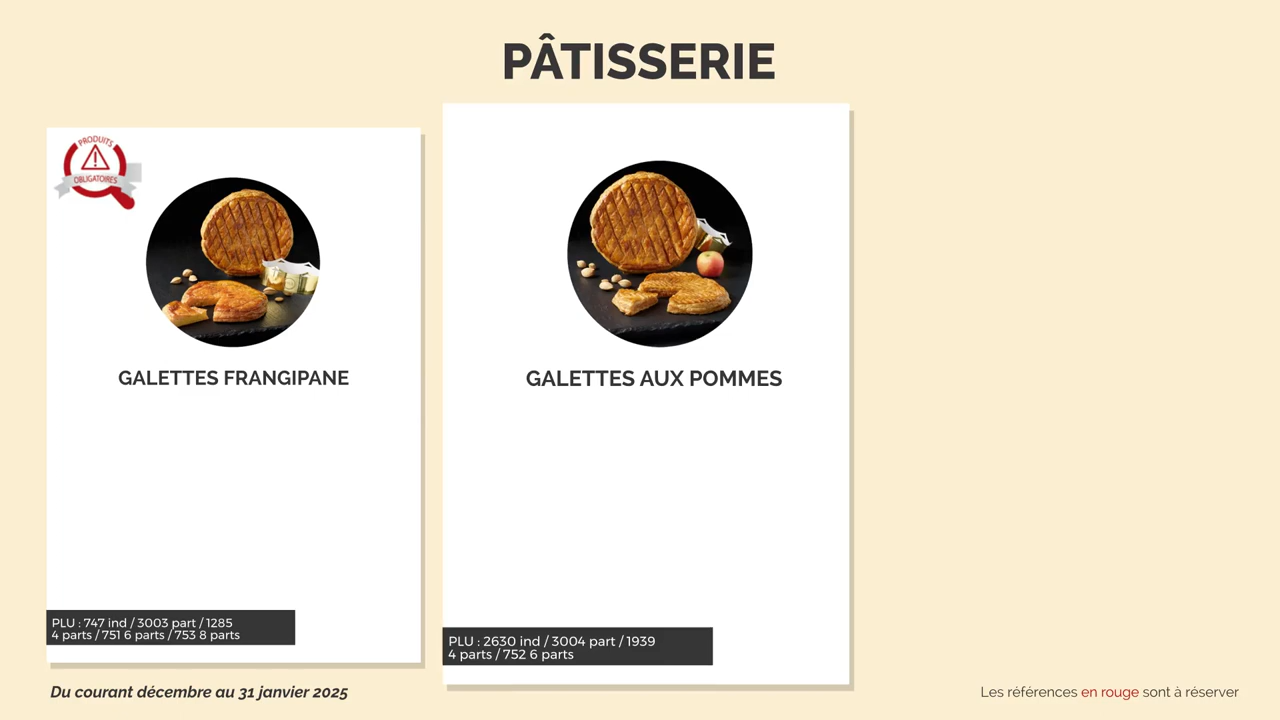 PÂTISSERIE
PRODUITS
OBLIGATOIRES
GALETTES FRANGIPANE
PLU : 747 ind / 3003 part / 1285
4 parts / 751 6 parts / 753 8 parts
GALETTES AUX POMMES
PLU : 2630 ind / 3004 part / 1939
4 parts / 752 6 parts
Du courant décembre au 31 janvier 2025
Les références en rouge sont à réserver